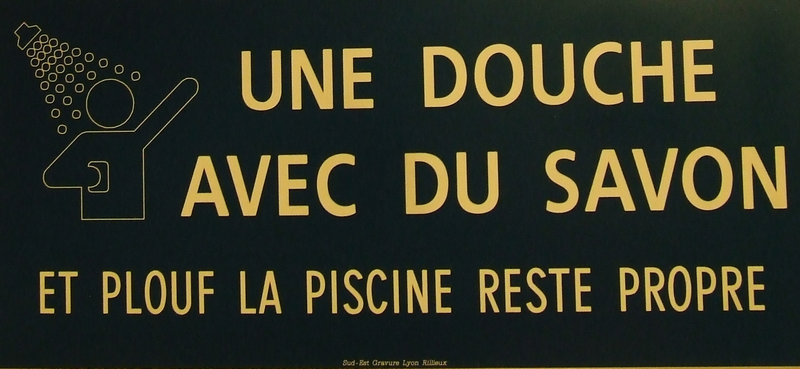 UNE DOUCHE
AVEC DU SAVON
ET PLOUF LA PISCINE RESTE PROPRE
Sud-Est Gravure Lyon Rillieux